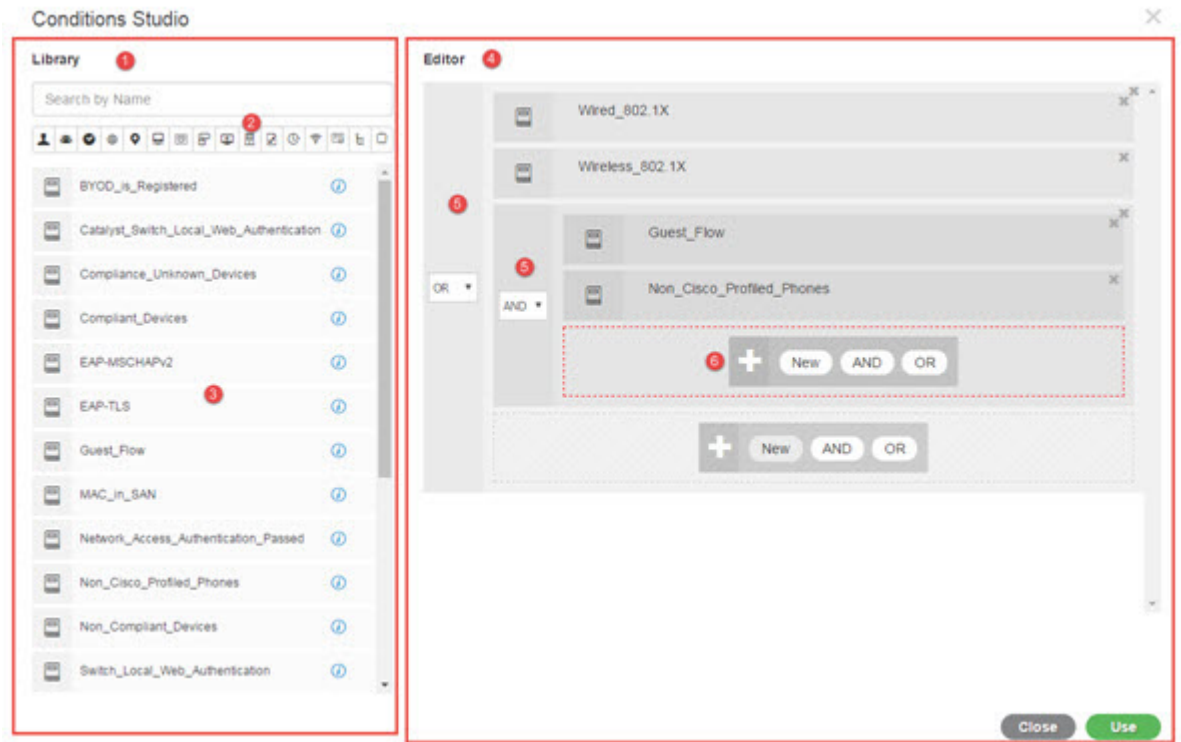 Conditions Studio
Library
1
Search by Name
2
BYOD_is_Registered
Catalyst_Switch_Local_Web_Authentication
Compliance_Unknown_Devices
Compliant_Devices
EAP-MSCHAPv2
3
EAP-TLS
Guest_Flow
MAC_in_SAN
Network_Access_Authentication_Passed
Non_Cisco_Profiled_Phones
Non_Compliant_Devices
Switch_Local_Web_Authentication
Editor
4
Wired_802.1X
Wireless_802.1X
5
OR
Guest_Flow
5
AND
Non_Cisco_Profiled_Phones
6
New AND OR
New AND OR
Close Use